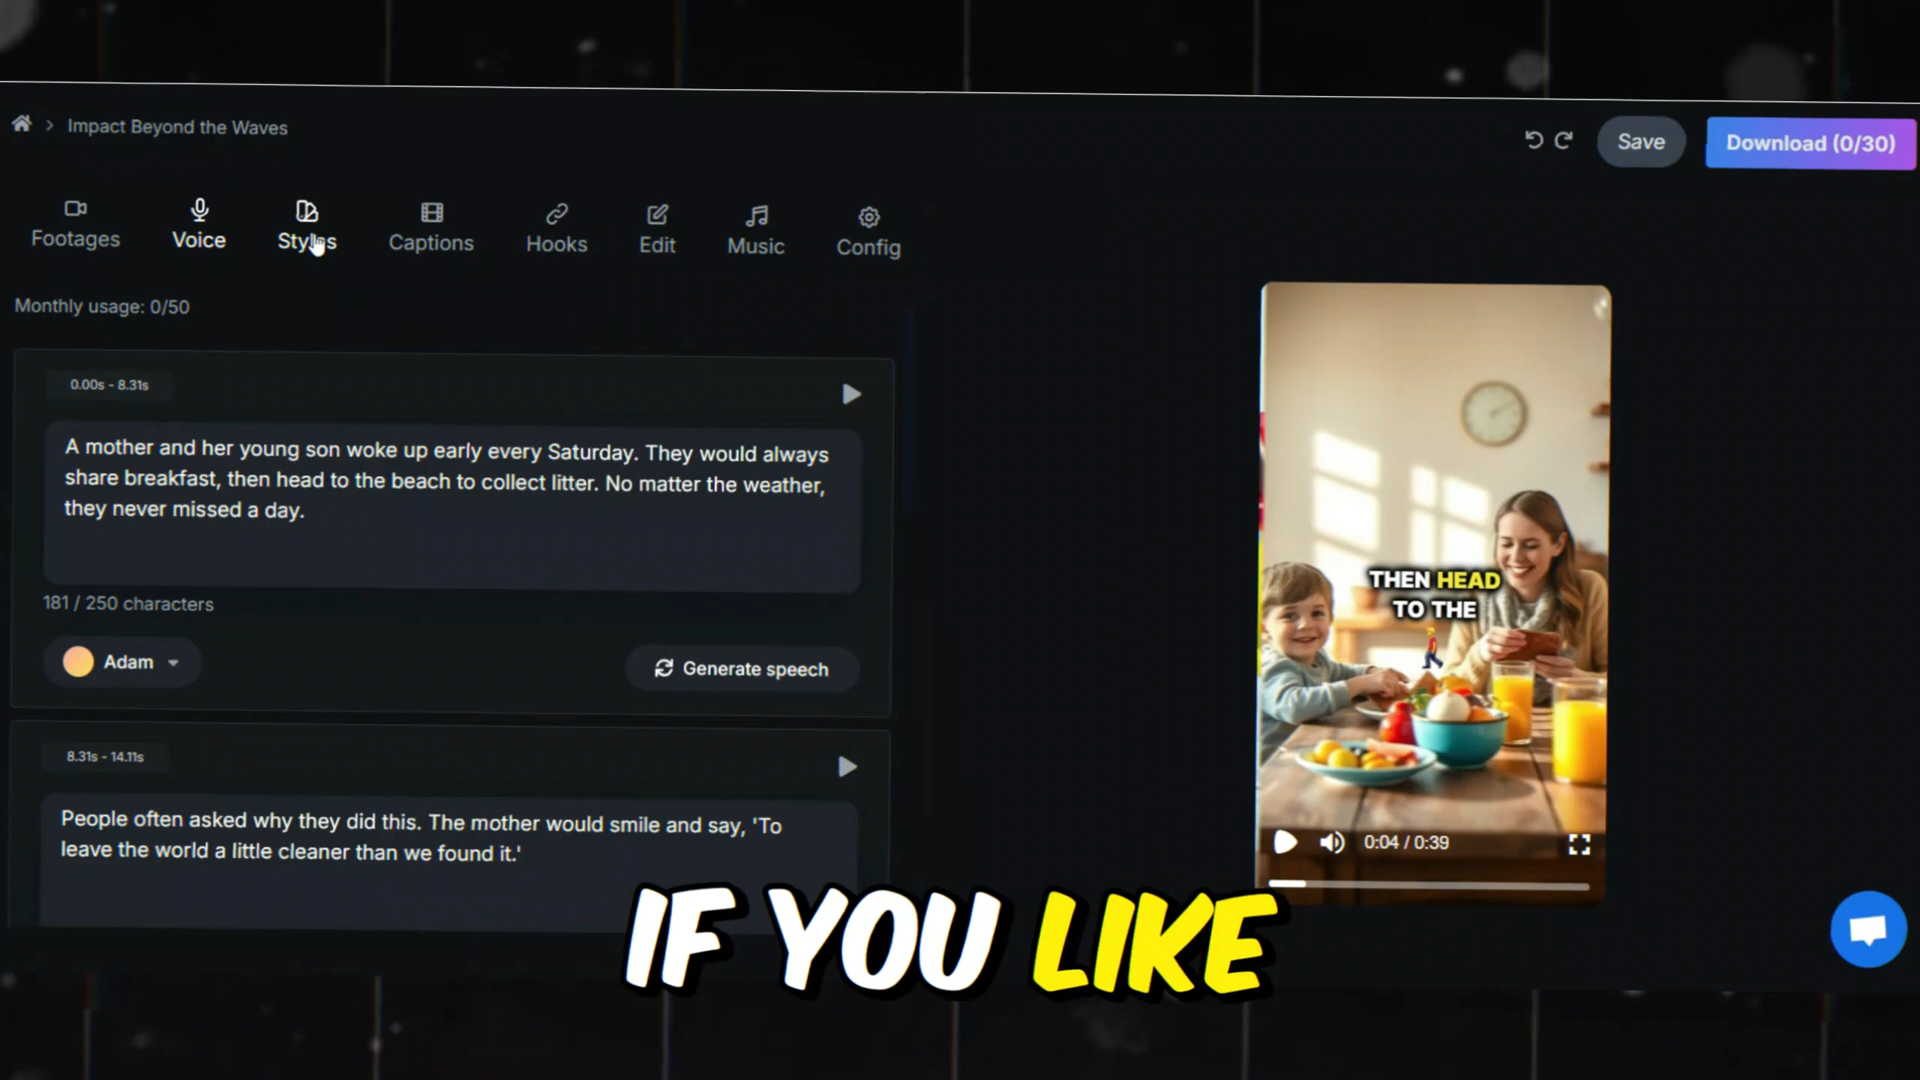 Impact Beyond the Waves
Save
Download (0/30)
Footages
Voice
Styles
Captions
Hooks
Edit
Music
Config
Monthly usage: 0/50
0.00s - 8.31s
A mother and her young son woke up early every Saturday. They would always
share breakfast, then head to the beach to collect litter. No matter the weather,
they never missed a day.
181 / 250 characters
Adam
Generate speech
8.31s - 14.11s
People often asked why they did this. The mother would smile and say, 'To
leave the world a little cleaner than we found it.'
THEN HEAD
TO THE
0:04 / 0:39
IF YOU LIKE